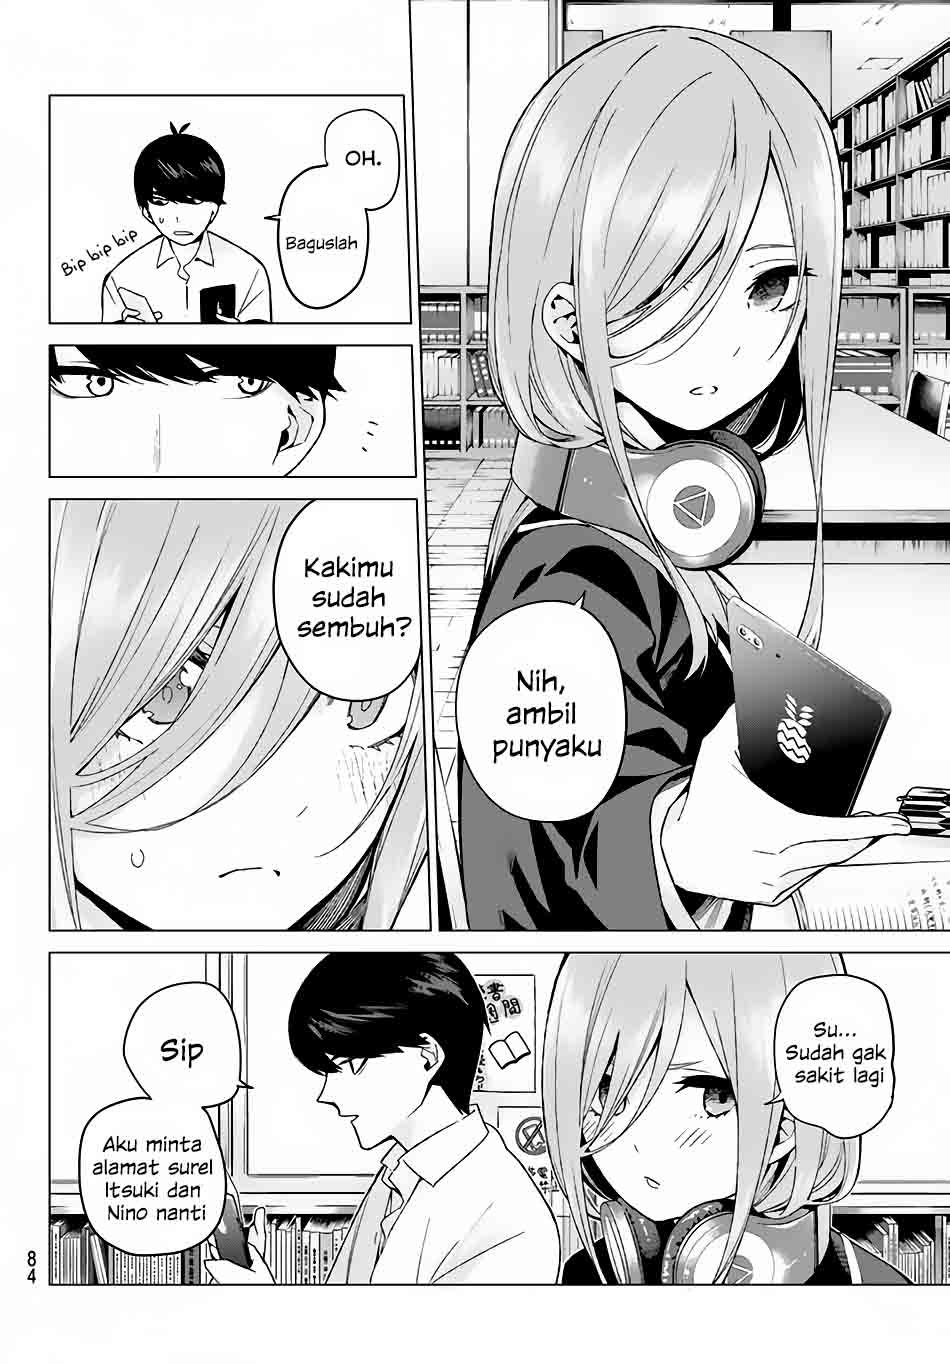 Nih,
ambil
punyaku
OH.
Baguslah
Bip bip bip
Kakimu
sudah
sembuh?
Su...
Sudah gak
sakit lagi
Sip
Aku minta
alamat surel
Itsuki dan
Nino nanti
84